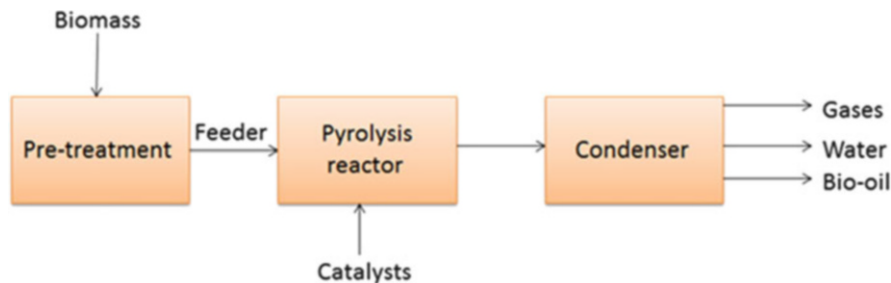 Biomass
Pre-treatment
Feeder
Pyrolysis
reactor
Catalysts
Condenser
Gases
Water
Bio-oil